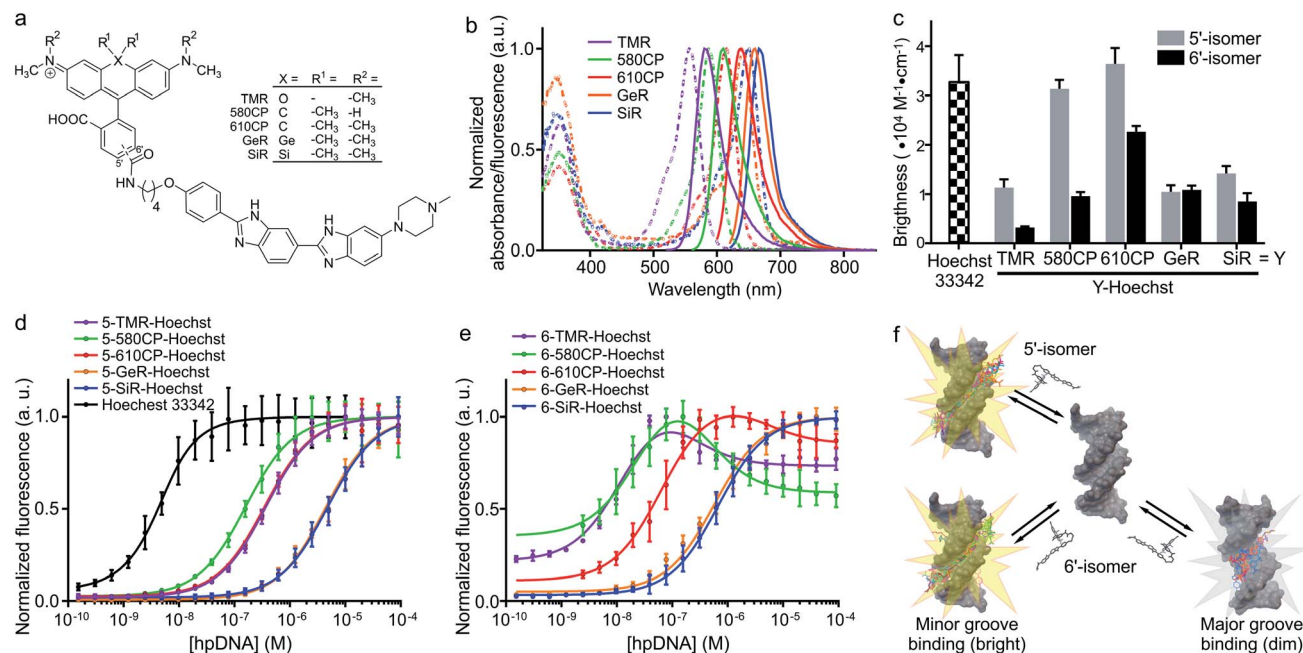 a
R²
R¹ R¹
R²
H₃C N
X
N CH₃
HOOC
6'
5'
O
HN
4
O
H
N
N
H
N
N
N
N
X = R¹ = R² =
TMR O - -CH₃
580CP C -CH₃ -H
610CP C -CH₃ -CH₃
GeR Ge -CH₃ -CH₃
SiR Si -CH₃ -CH₃
b
Normalized
absorbance/fluorescence (a.u.)
1.0
0.5
0.0
TMR
580CP
610CP
GeR
SiR
400 500 600 700 800
Wavelength (nm)
c
Brigthness ( •10⁴ M⁻¹•cm⁻¹)
4
3
2
1
0
5'-isomer
6'-isomer
Hoechst
33342
TMR 580CP 610CP GeR SiR = Y
Y-Hoechst
d
5-TMR-Hoechst
5-580CP-Hoechst
5-610CP-Hoechst
5-GeR-Hoechst
5-SiR-Hoechst
Hoechest 33342
Normalized fluorescence (a. u.)
1.0
0.5
0.0
10⁻¹⁰ 10⁻⁹ 10⁻⁸ 10⁻⁷ 10⁻⁶ 10⁻⁵ 10⁻⁴
[hpDNA] (M)
e
6-TMR-Hoechst
6-580CP-Hoechst
6-610CP-Hoechst
6-GeR-Hoechst
6-SiR-Hoechst
Normalized fluorescence (a. u.)
1.0
0.5
0.0
10⁻¹⁰ 10⁻⁹ 10⁻⁸ 10⁻⁷ 10⁻⁶ 10⁻⁵ 10⁻⁴
[hpDNA] (M)
f
5'-isomer
6'-isomer
Minor groove
binding (bright)
Major groove
binding (dim)